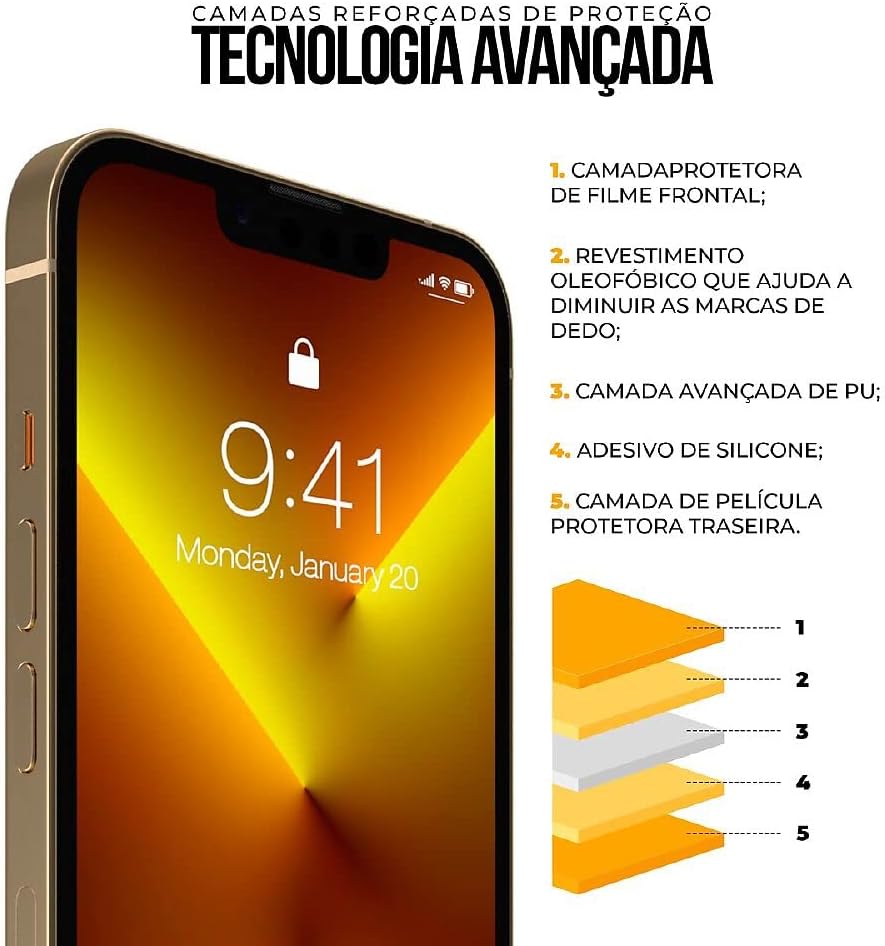 CAMADAS REFORÇADAS DE PROTEÇÃO
TECNOLOGIA AVANÇADA
1. CAMADAPROTETORA
DE FILME FRONTAL;
2. REVESTIMENTO
OLEOFÓBICO QUE AJUDA A
DIMINUIR AS MARCAS DE
DEDO;
3. CAMADA AVANÇADA DE PU;
4. ADESIVO DE SILICONE;
5. CAMADA DE PELÍCULA
PROTETORA TRASEIRA.
9:41
Monday, January 20
1
2
3
4
5